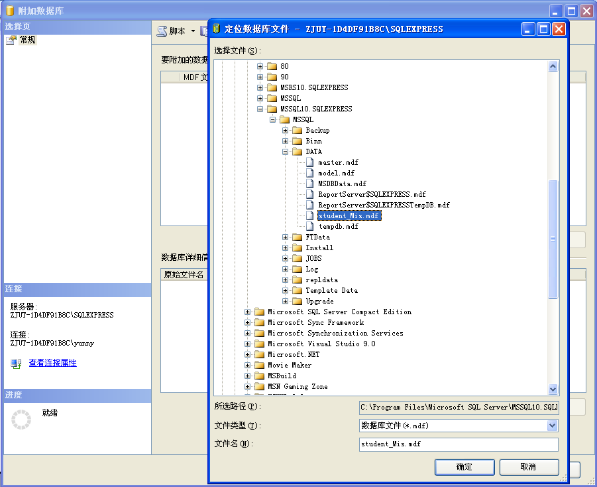 附加数据库
选择页
常规
脚本
要附加的数据
MDF 文
数据库详细信
原始文件名
连接
服务器:
ZJUT-1D4DF91B8C\SQLEXPRESS
连接:
ZJUT-1D4DF91B8C\yunny
查看连接属性
进度
就绪
定位数据库文件 - ZJUT-1D4DF91B8C\SQLEXPRESS
选择文件(S):
80
90
MSRS10.SQLEXPRESS
MSSQL
MSSQL10.SQLEXPRESS
MSSQL
Backup
Binn
DATA
master.mdf
model.mdf
MSDBData.mdf
ReportServer$SQLEXPRESS.mdf
ReportServer$SQLEXPRESSTempDB.mdf
student_Mis.mdf
tempdb.mdf
FTData
Install
JOBS
Log
repldata
Template Data
Upgrade
Microsoft SQL Server Compact Edition
Microsoft Sync Framework
Microsoft Synchronization Services
Microsoft Visual Studio 9.0
Microsoft.NET
Movie Maker
MSBuild
MSN Gaming Zone
所选路径(P):
C:\Program Files\Microsoft SQL Server\MSSQL10.SQL
文件类型(T):
数据库文件(*.mdf)
文件名(N):
student_Mis.mdf
确定
取消